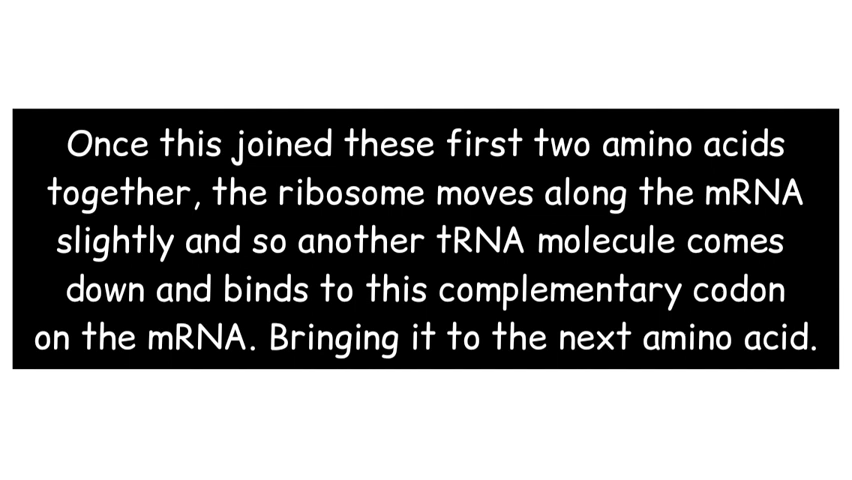 Once this joined these first two amino acids
together, the ribosome moves along the mRNA
slightly and so another tRNA molecule comes
down and binds to this complementary codon
on the mRNA. Bringing it to the next amino acid.